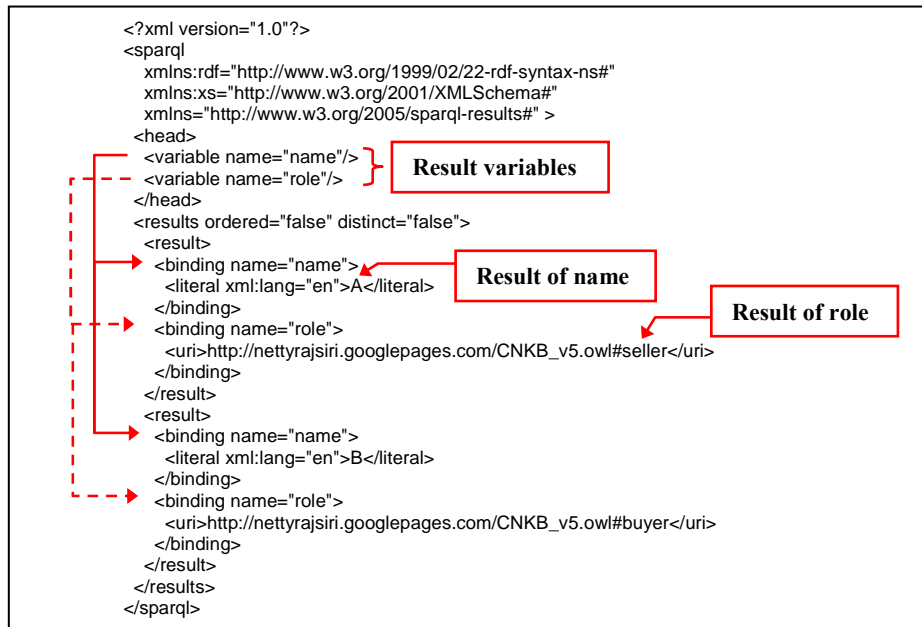 <?xml version="1.0"?>
<sparql
xmlns:rdf="http://www.w3.org/1999/02/22-rdf-syntax-ns#"
xmlns:xs="http://www.w3.org/2001/XMLSchema#"
xmlns="http://www.w3.org/2005/sparql-results#" >
<head>
<variable name="name"/>
<variable name="role"/>
Result variables
</head>
<results ordered="false" distinct="false">
<result>
<binding name="name">
Result of name
<literal xml:lang="en">A</literal>
</binding>
Result of role
<binding name="role">
<uri>http://nettyrajsiri.googlepages.com/CNKB_v5.owl#seller</uri>
</binding>
</result>
<result>
<binding name="name">
<literal xml:lang="en">B</literal>
</binding>
<binding name="role">
<uri>http://nettyrajsiri.googlepages.com/CNKB_v5.owl#buyer</uri>
</binding>
</result>
</results>
</sparql>